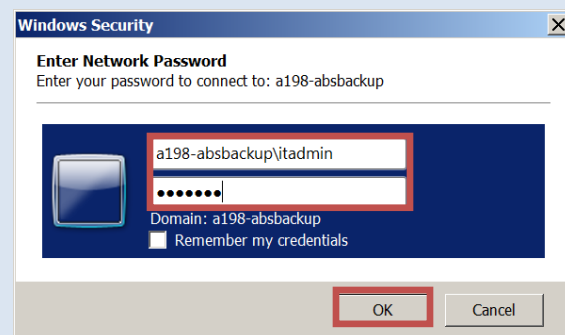 Windows Security
Enter Network Password
Enter your password to connect to: a198-absbackup
a198-absbackup\itadmin
•••••••
Domain: a198-absbackup
Remember my credentials
OK
Cancel